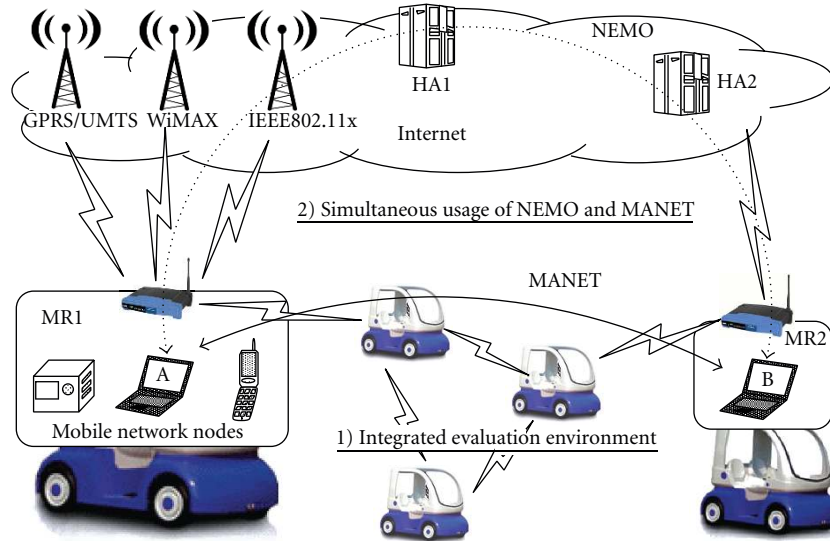 NEMO
HA1
HA2
GPRS/UMTS WiMAX IEEE802.11x
Internet
2) Simultaneous usage of NEMO and MANET
MANET
MR1
MR2
A
B
Mobile network nodes
1) Integrated evaluation environment